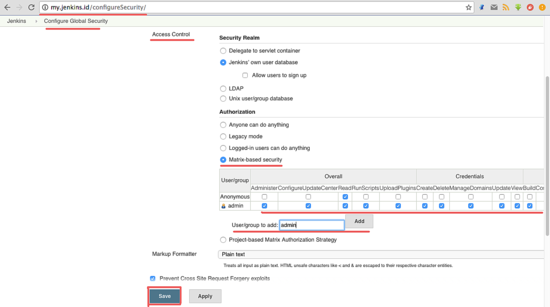 my.jenkins.id/configureSecurity/
Jenkins › Configure Global Security
Access Control
Security Realm
Delegate to servlet container
Jenkins' own user database
Allow users to sign up
LDAP
Unix user/group database
Authorization
Anyone can do anything
Legacy mode
Logged-in users can do anything
Matrix-based security
User/group Overall Credentials
Administer ConfigureUpdateCenter Read RunScripts UploadPlugins Create Delete ManageDomains Update View Build
Anonymous
admin
User/group to add: admin Add
Project-based Matrix Authorization Strategy
Markup Formatter Plain text
Treats all input as plain text. HTML unsafe characters like < and & are escaped to their respective character entities.
Prevent Cross Site Request Forgery exploits
Save Apply